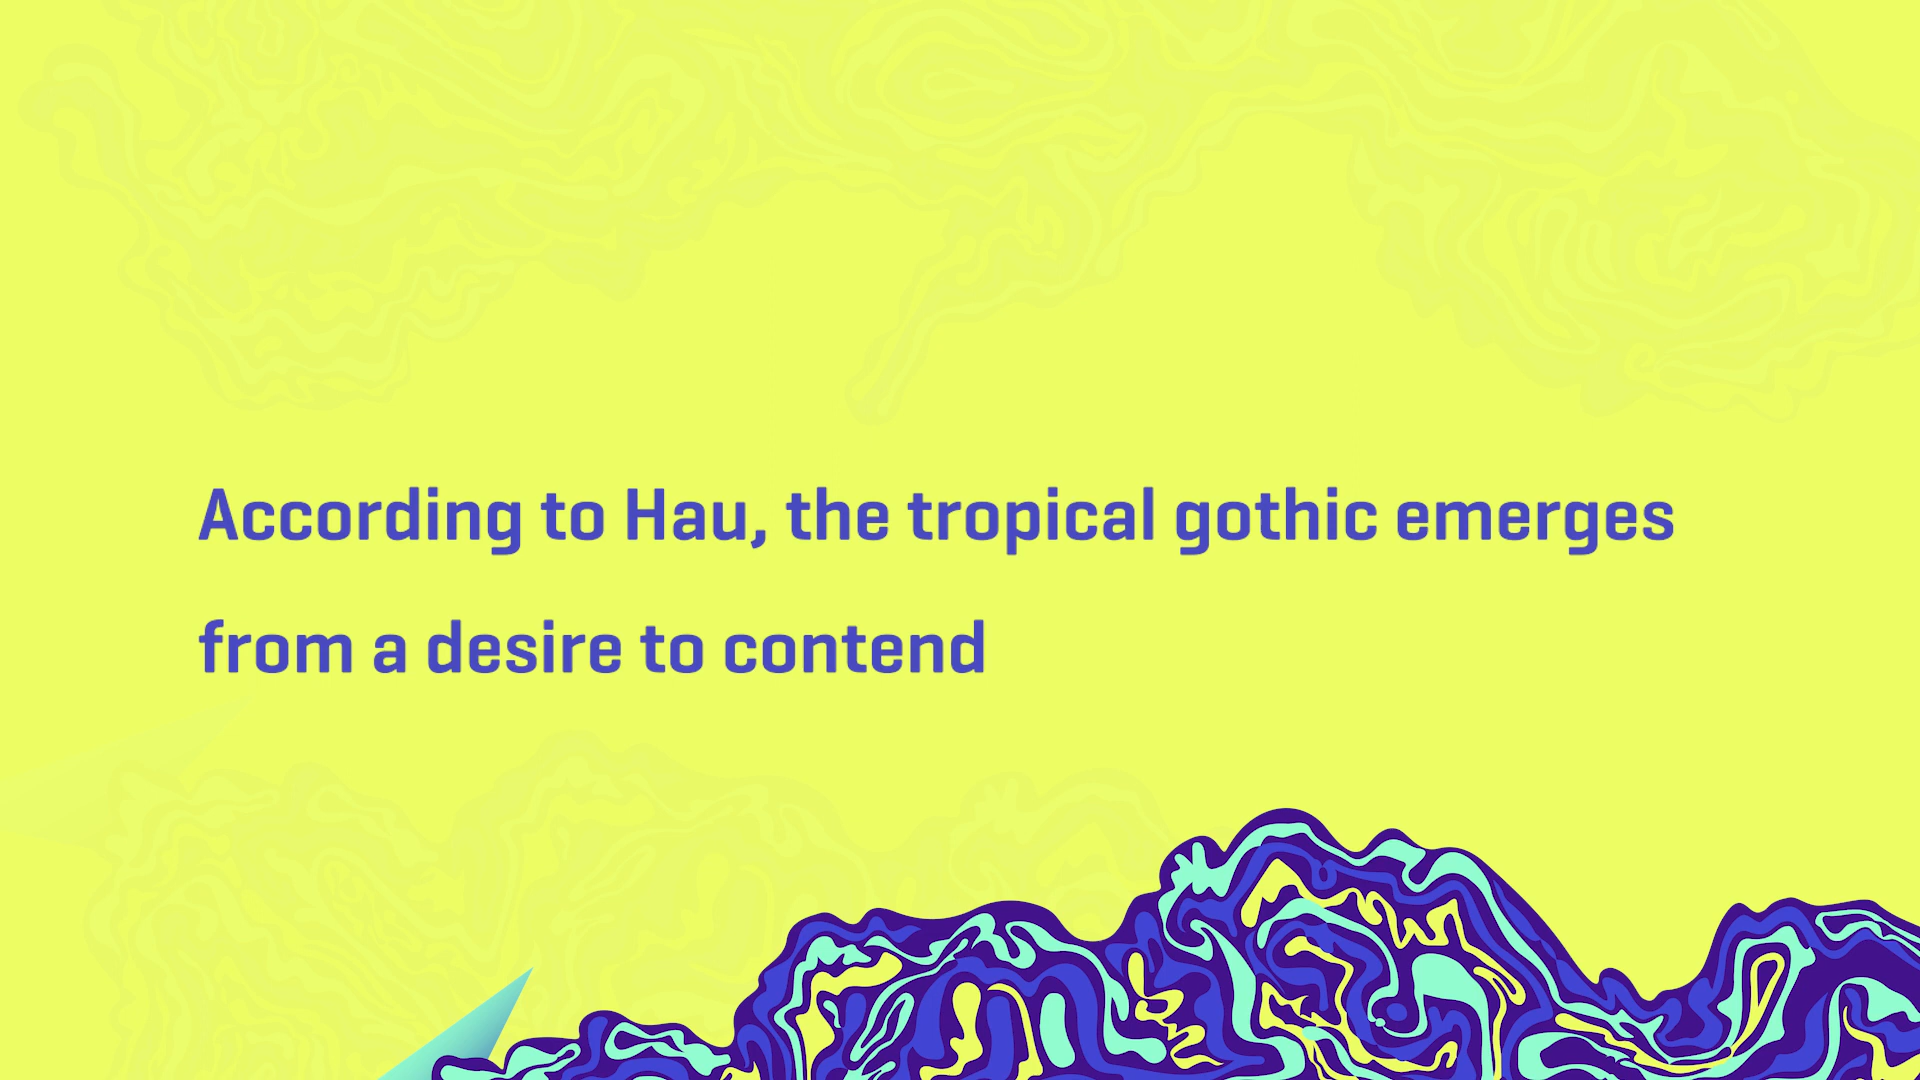 According to Hau, the tropical gothic emerges
from a desire to contend